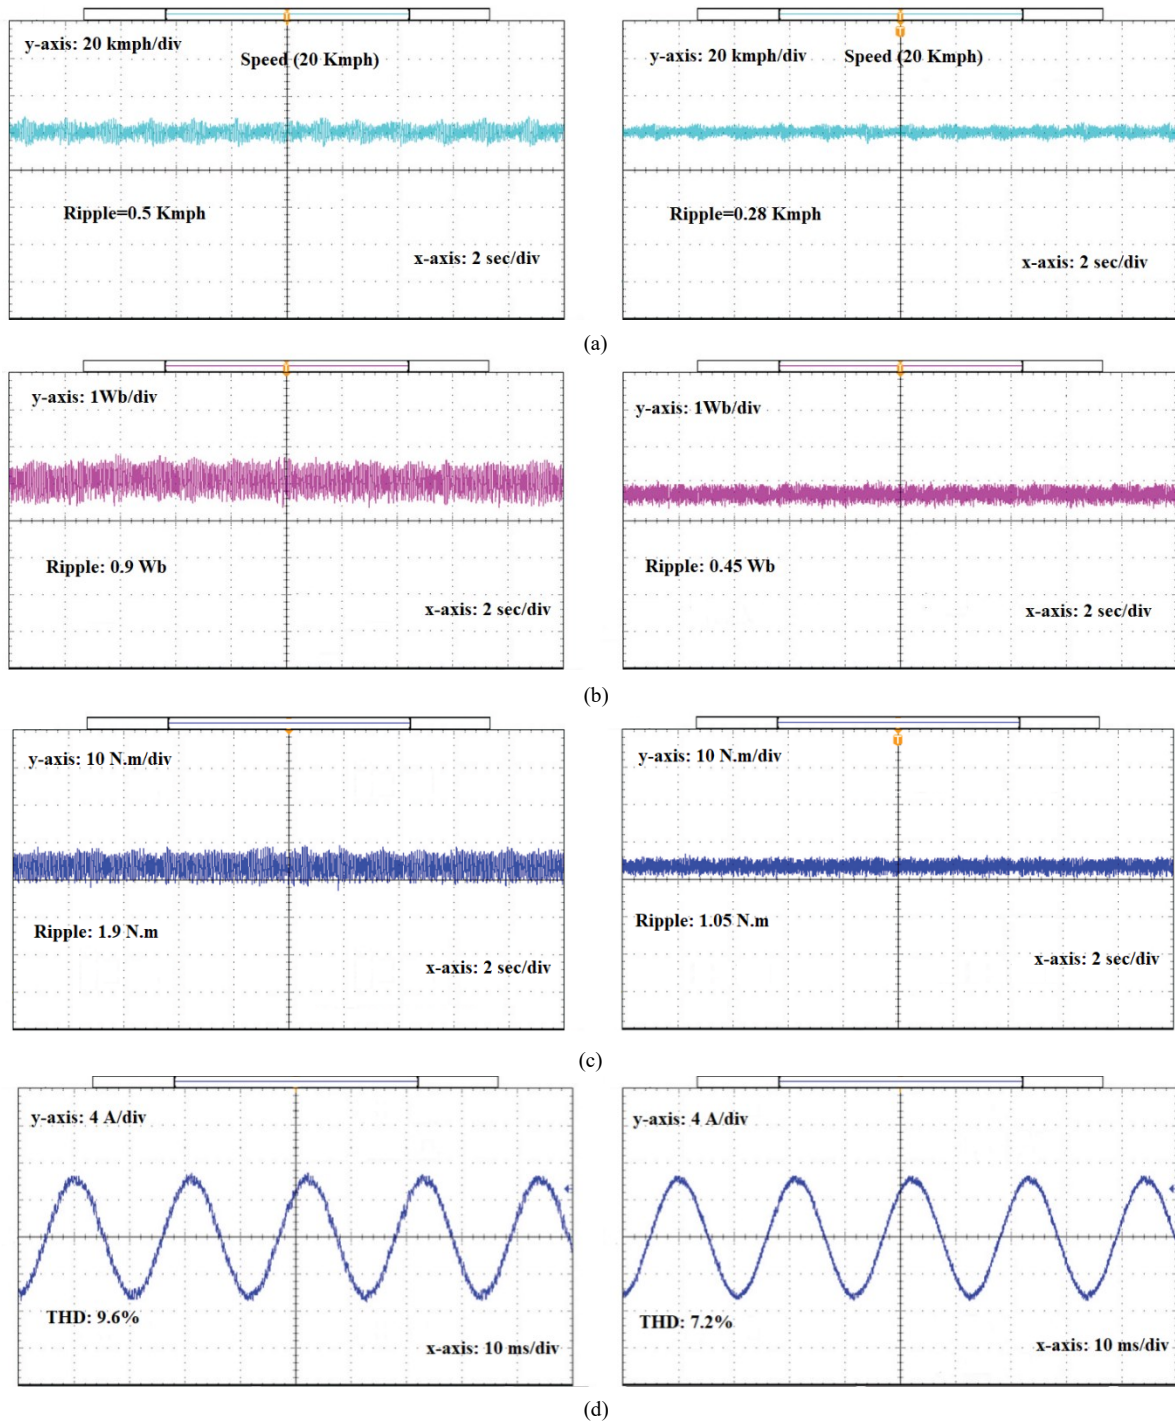 y-axis: 20 kmph/div
Speed (20 Kmph)
Ripple=0.5 Kmph
x-axis: 2 sec/div
T
y-axis: 20 kmph/div
Speed (20 Kmph)
Ripple=0.28 Kmph
x-axis: 2 sec/div
(a)
y-axis: 1Wb/div
Ripple: 0.9 Wb
x-axis: 2 sec/div
y-axis: 1Wb/div
Ripple: 0.45 Wb
x-axis: 2 sec/div
(b)
y-axis: 10 N.m/div
Ripple: 1.9 N.m
x-axis: 2 sec/div
T
y-axis: 10 N.m/div
Ripple: 1.05 N.m
x-axis: 2 sec/div
(c)
y-axis: 4 A/div
THD: 9.6%
x-axis: 10 ms/div
y-axis: 4 A/div
THD: 7.2%
x-axis: 10 ms/div
(d)